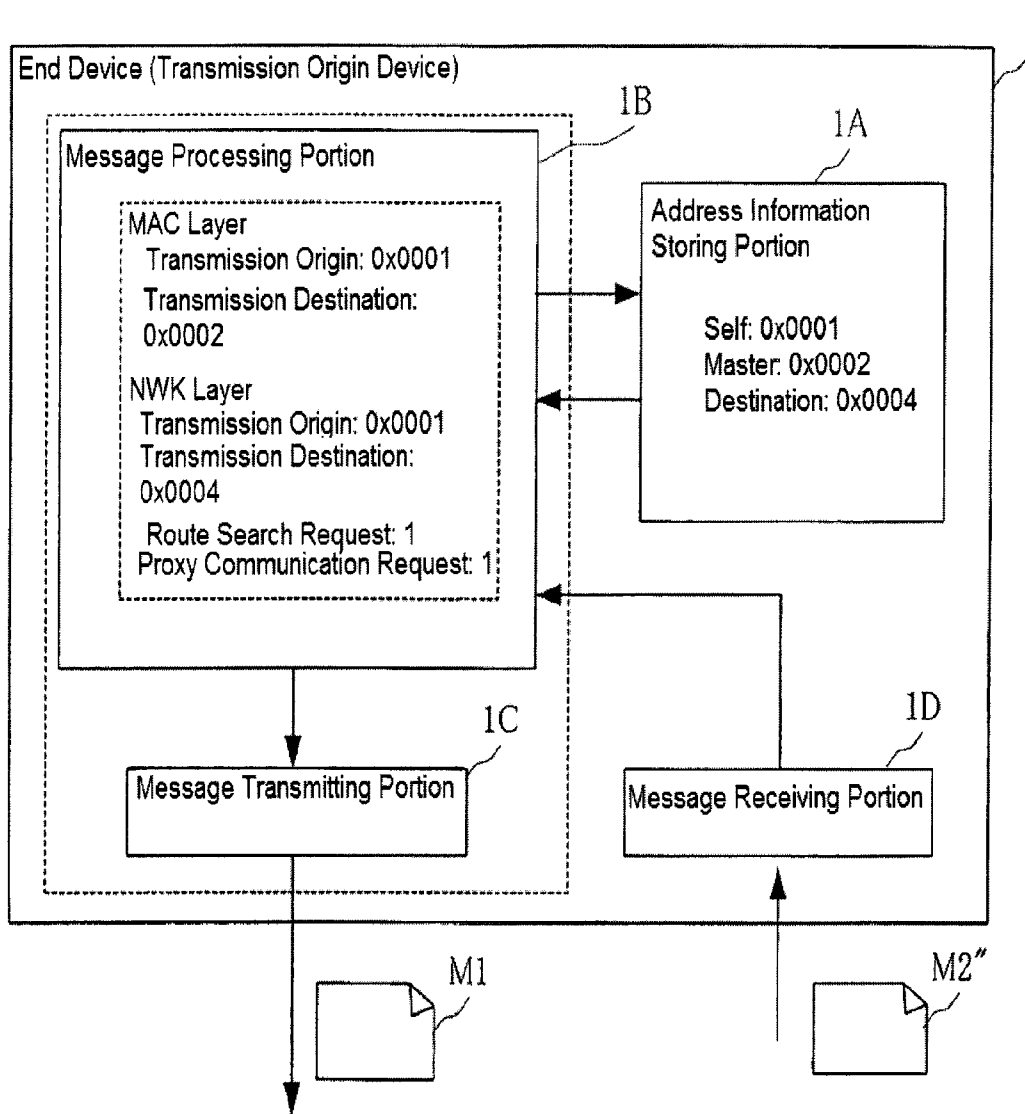 End Device (Transmission Origin Device)
1B
1A
Message Processing Portion
MAC Layer
Transmission Origin: 0x0001
Transmission Destination:
0x0002
NWK Layer
Transmission Origin: 0x0001
Transmission Destination:
0x0004
Route Search Request: 1
Proxy Communication Request: 1
Address Information
Storing Portion
Self: 0x0001
Master: 0x0002
Destination: 0x0004
1C
1D
Message Transmitting Portion
Message Receiving Portion
M1
M2"